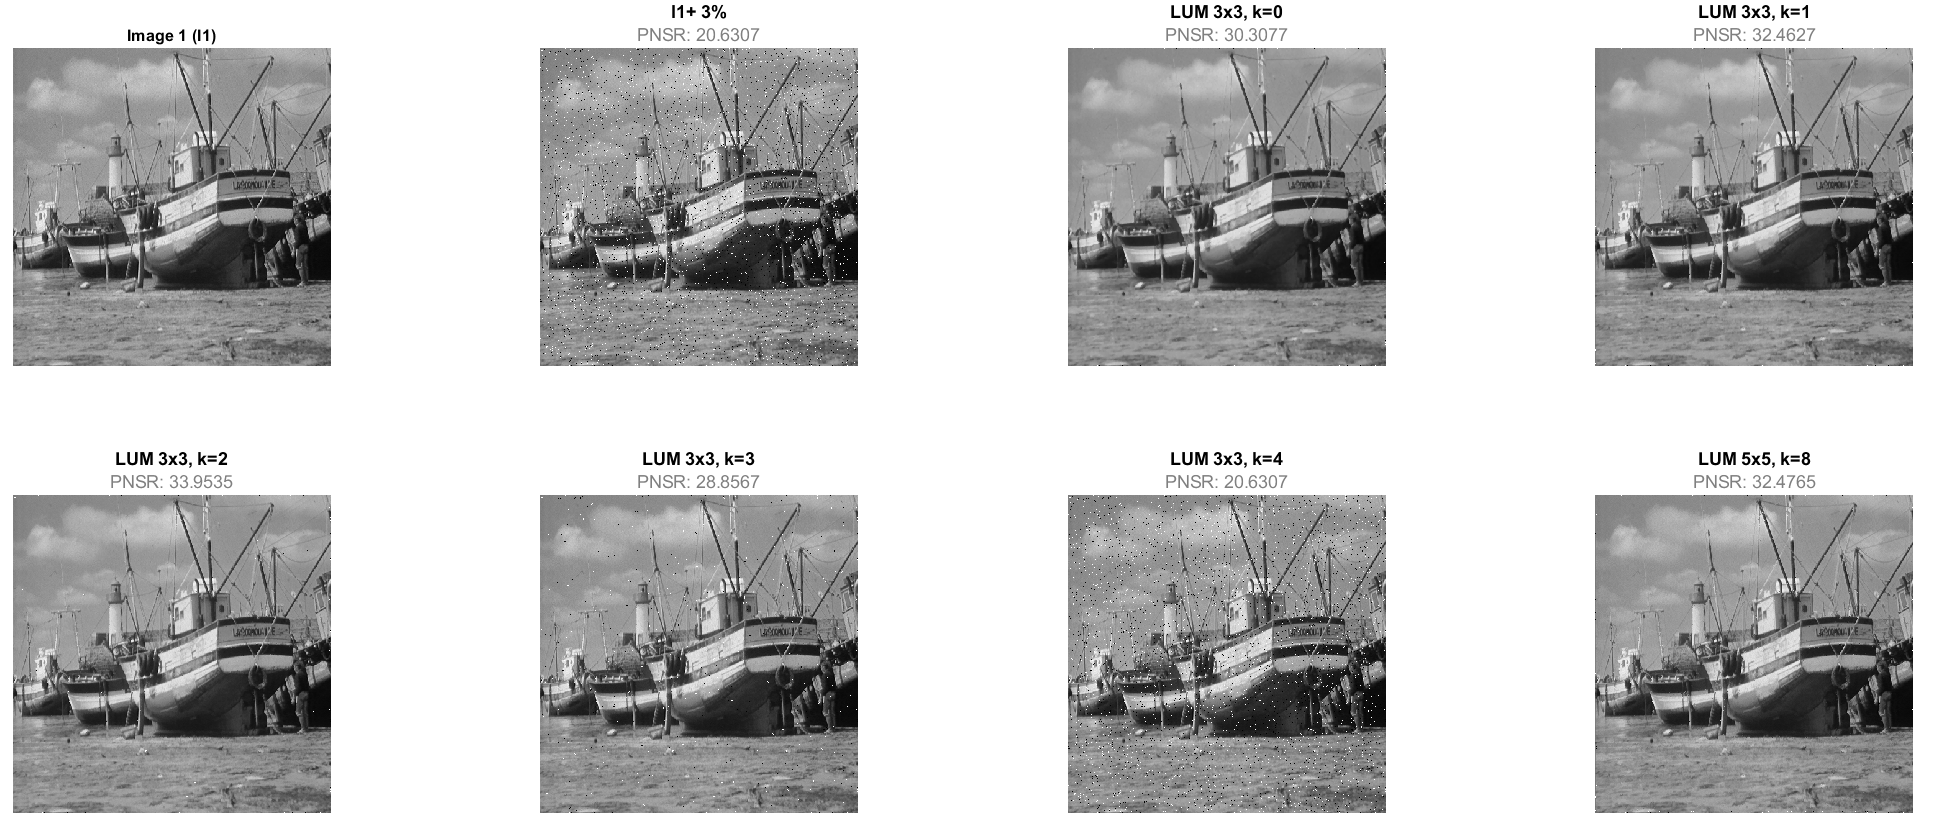 Image 1 (I1)
I1+ 3%
PNSR: 20.6307
LUM 3x3, k=0
PNSR: 30.3077
LUM 3x3, k=1
PNSR: 32.4627
LUM 3x3, k=2
PNSR: 33.9535
LUM 3x3, k=3
PNSR: 28.8567
LUM 3x3, k=4
PNSR: 20.6307
LUM 5x5, k=8
PNSR: 32.4765